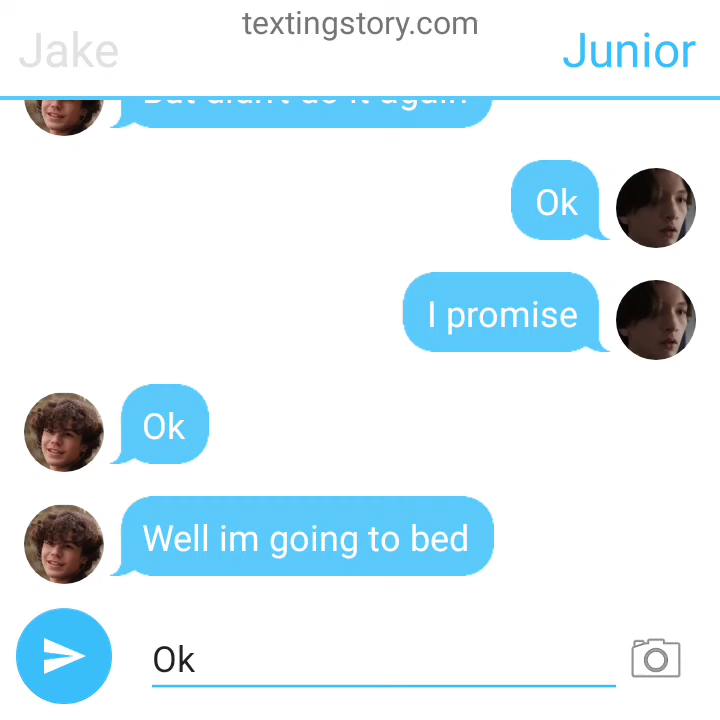 textingstory.com
Jake
Junior
Ok
I promise
Ok
Well im going to bed
Ok